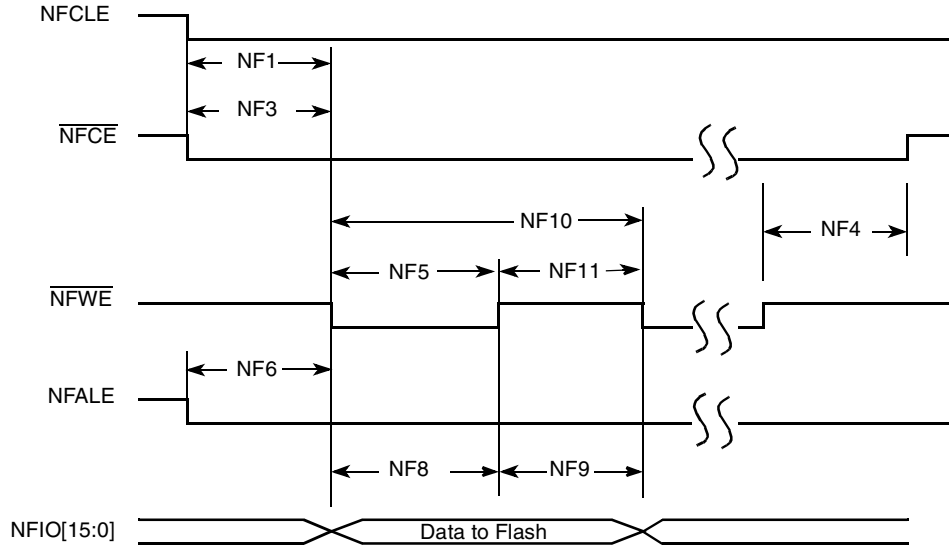 NFCLE
NF1
NF3
NFCE
NF10
NF4
NF5
NF11
NFWE
NF6
NFALE
NF8
NF9
NFIO[15:0]
Data to Flash